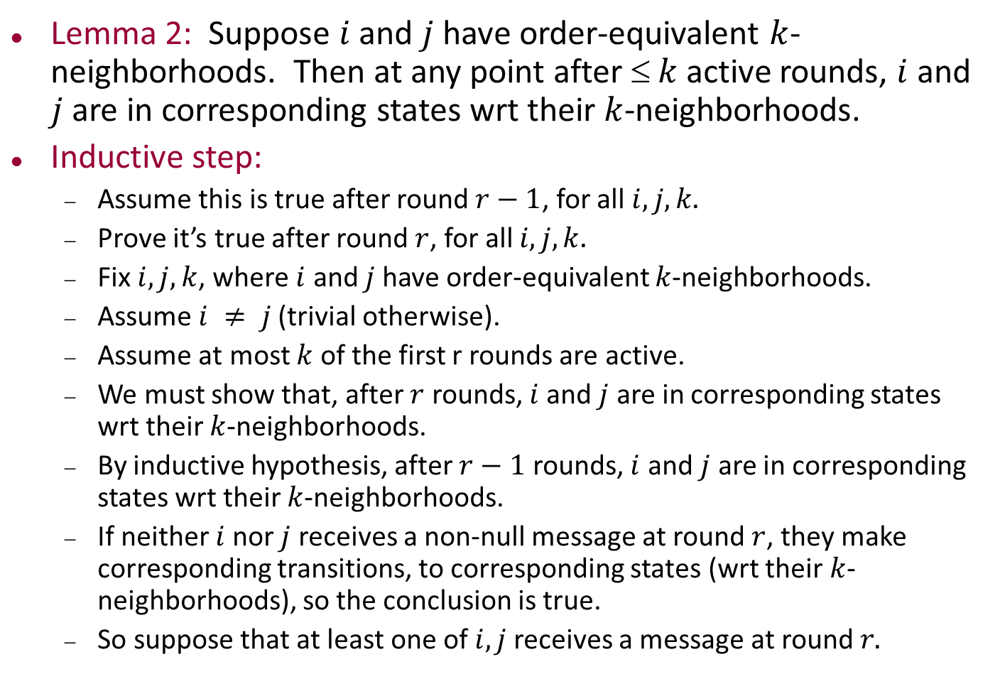 • Lemma 2: Suppose i and j have order-equivalent k-
neighborhoods. Then at any point after ≤ k active rounds, i and
j are in corresponding states wrt their k-neighborhoods.
• Inductive step:
– Assume this is true after round r − 1, for all i, j, k.
– Prove it’s true after round r, for all i, j, k.
– Fix i, j, k, where i and j have order-equivalent k-neighborhoods.
– Assume i ≠ j (trivial otherwise).
– Assume at most k of the first r rounds are active.
– We must show that, after r rounds, i and j are in corresponding states
wrt their k-neighborhoods.
– By inductive hypothesis, after r − 1 rounds, i and j are in corresponding
states wrt their k-neighborhoods.
– If neither i nor j receives a non-null message at round r, they make
corresponding transitions, to corresponding states (wrt their k-
neighborhoods), so the conclusion is true.
– So suppose that at least one of i, j receives a message at round r.